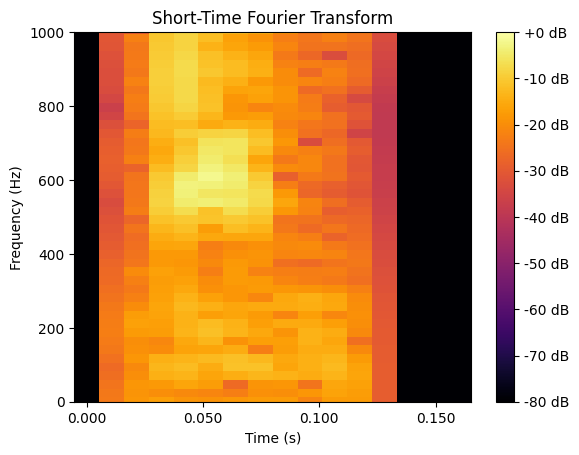 Short-Time Fourier Transform
1000
800
600
400
200
0
Frequency (Hz)
0.000
0.050
0.100
0.150
Time (s)
+0 dB
-10 dB
-20 dB
-30 dB
-40 dB
-50 dB
-60 dB
-70 dB
-80 dB